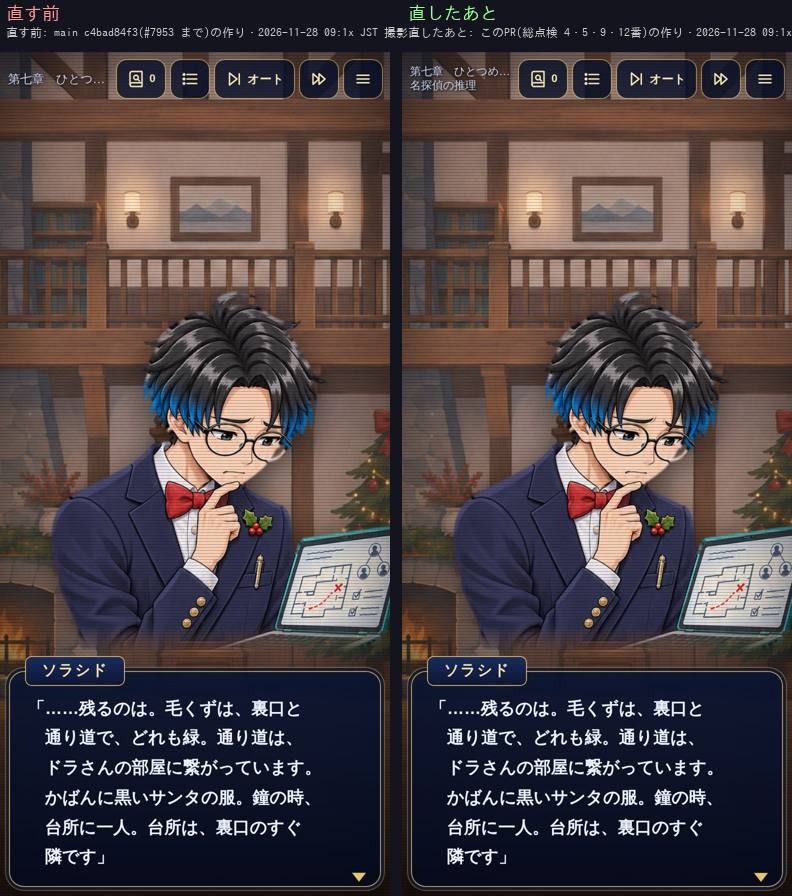 直す前
直す前: main c4bad84f3(#7953 まで)の作り・2026-11-28 09:1x JST 撮影
第七章 ひとつ…
0
オート
ソラシド
「……残るのは。毛くずは、裏口と
通り道で、どれも緑。通り道は、
ドラさんの部屋に繋がっています。
かばんに黒いサンタの服。鐘の時、
台所に一人。台所は、裏口のすぐ
隣です」
直したあと
直したあと: このPR(総点検 4・5・9・12番)の作り・2026-11-28 09:1x
第七章 ひとつめ…
名探偵の推理
0
オート
ソラシド
「……残るのは。毛くずは、裏口と
通り道で、どれも緑。通り道は、
ドラさんの部屋に繋がっています。
かばんに黒いサンタの服。鐘の時、
台所に一人。台所は、裏口のすぐ
隣です」